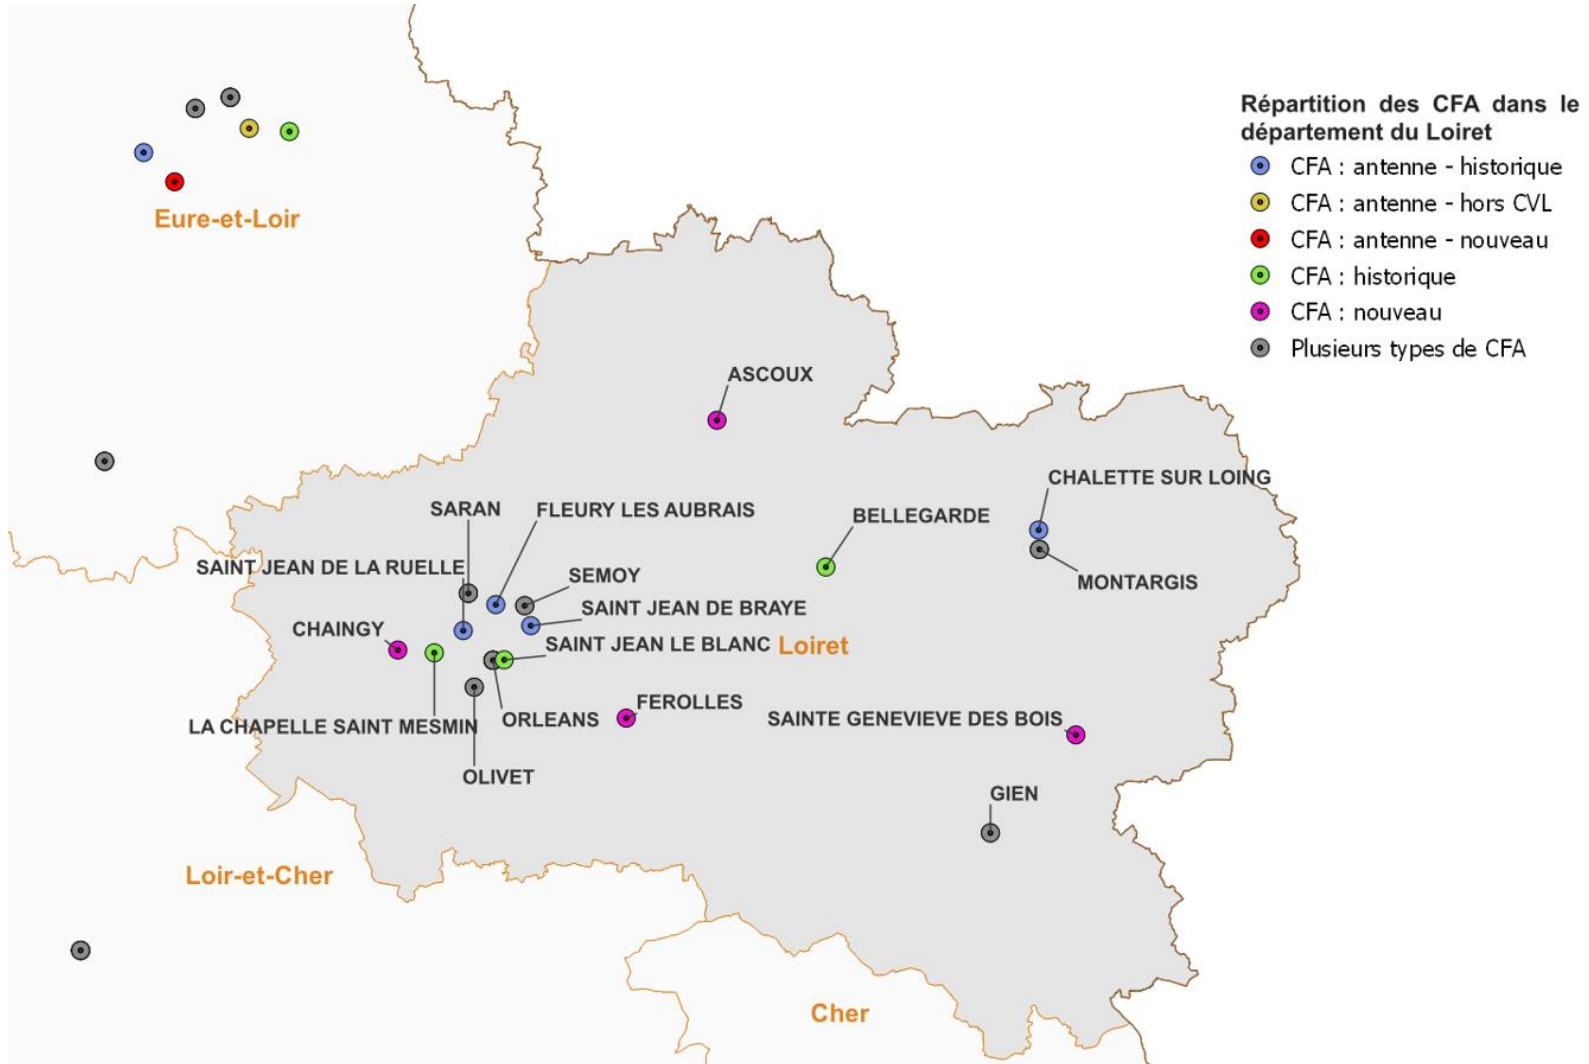 Répartition des CFA dans le
département du Loiret
CFA : antenne - historique
CFA : antenne - hors CVL
CFA : antenne - nouveau
CFA : historique
CFA : nouveau
Plusieurs types de CFA
Eure-et-Loir
ASCOUX
CHALETTE SUR LOING
SARAN
FLEURY LES AUBRAIS
BELLEGARDE
SAINT JEAN DE LA RUELLE
SEMOY
MONTARGIS
SAINT JEAN DE BRAYE
CHAINGY
SAINT JEAN LE BLANC
Loiret
FEROLLES
LA CHAPELLE SAINT MESMIN
ORLEANS
SAINTE GENEVIEVE DES BOIS
OLIVET
GIEN
Loir-et-Cher
Cher